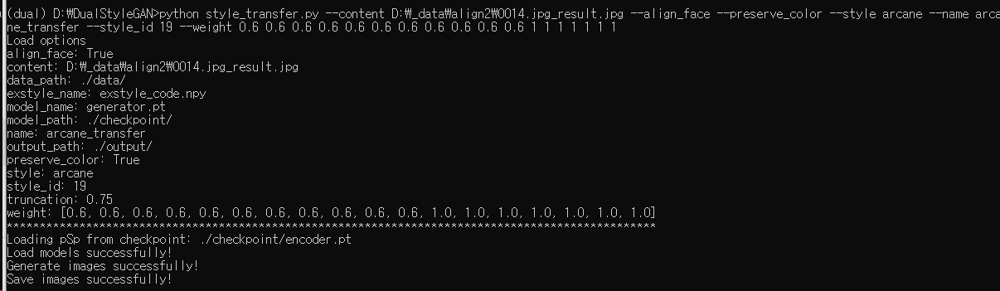 (dual) D:₩DualStyleGAN>python style_transfer.py --content D:₩_data₩align2₩0014.jpg_result.jpg --align_face --preserve_color --style arcane --name arca
ne_transfer --style_id 19 --weight 0.6 0.6 0.6 0.6 0.6 0.6 0.6 0.6 0.6 0.6 0.6 1 1 1 1 1 1 1
Load options
align_face: True
content: D:₩_data₩align2₩0014.jpg_result.jpg
data_path: ./data/
exstyle_name: exstyle_code.npy
model_name: generator.pt
model_path: ./checkpoint/
name: arcane_transfer
output_path: ./output/
preserve_color: True
style: arcane
style_id: 19
truncation: 0.75
weight: [0.6, 0.6, 0.6, 0.6, 0.6, 0.6, 0.6, 0.6, 0.6, 0.6, 0.6, 1.0, 1.0, 1.0, 1.0, 1.0, 1.0, 1.0]
**************************************************************************************************
Loading pSp from checkpoint: ./checkpoint/encoder.pt
Load models successfully!
Generate images successfully!
Save images successfully!